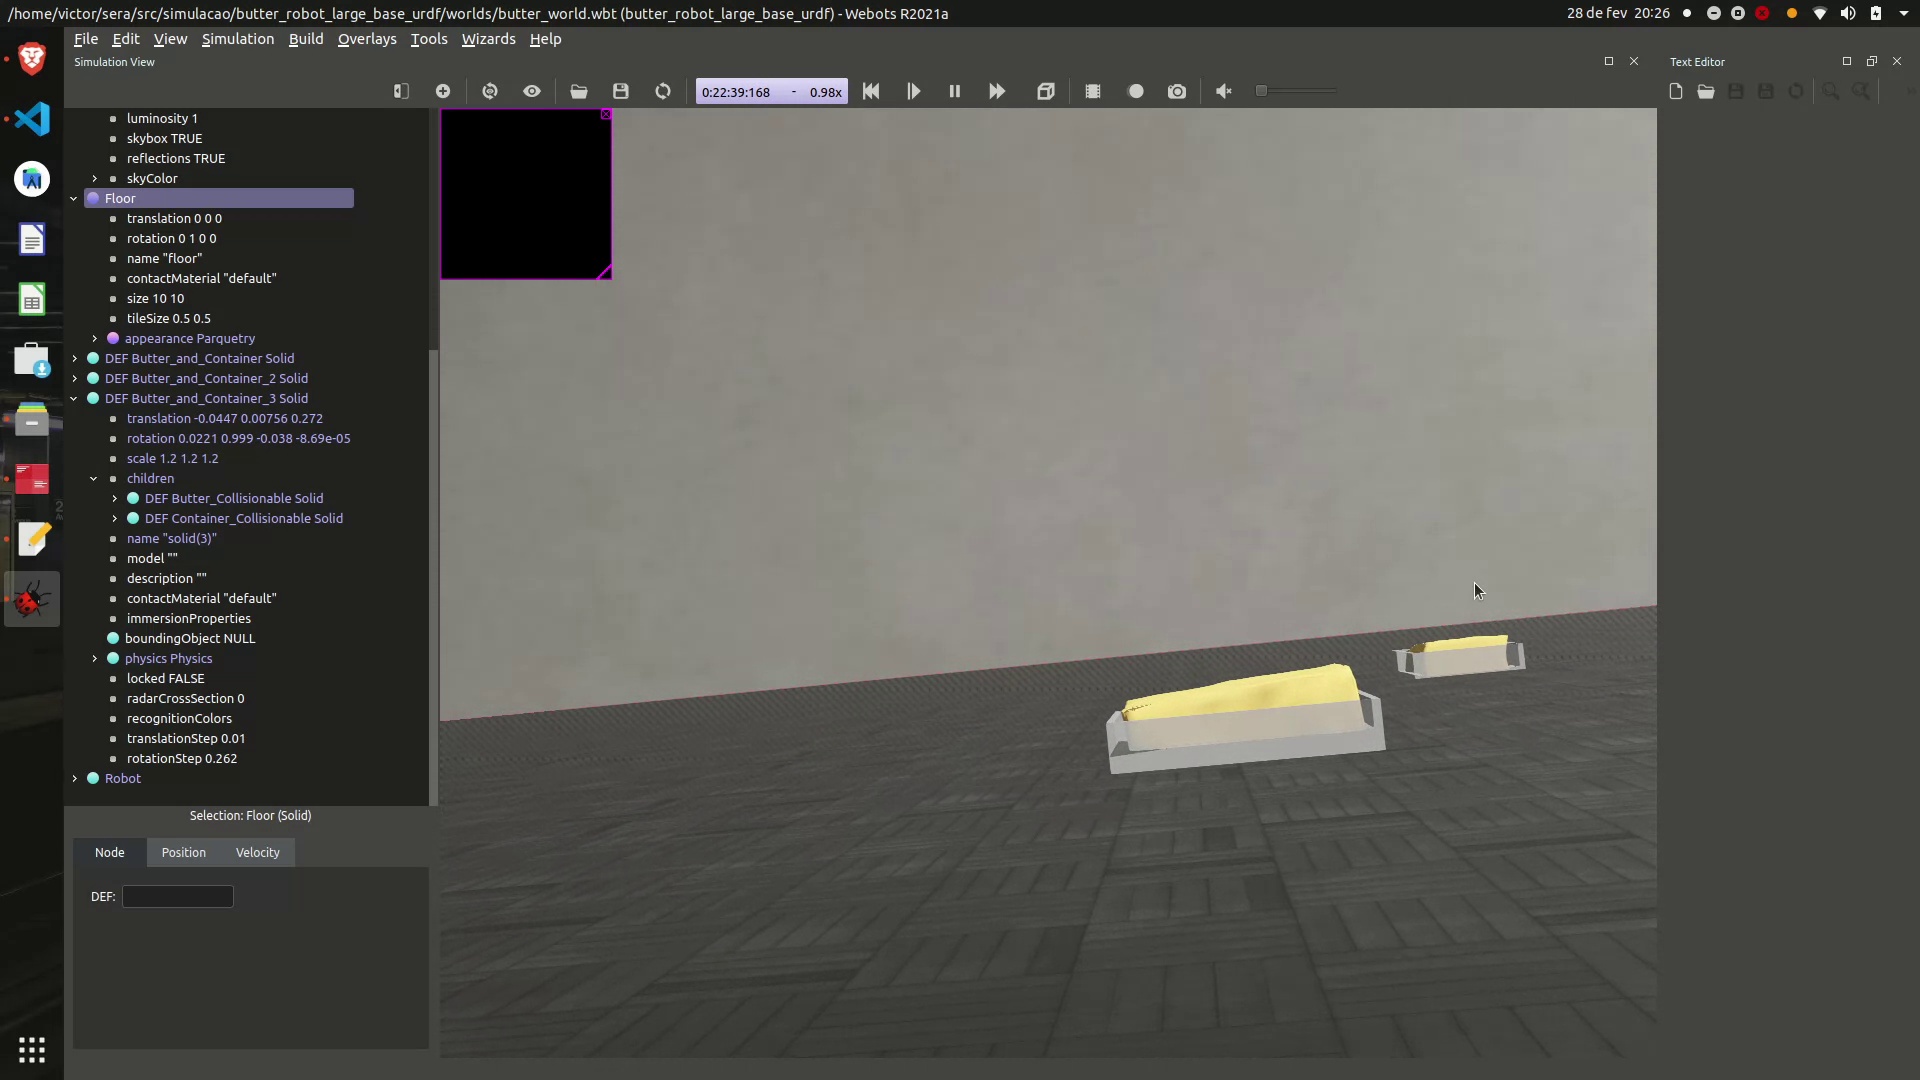 /home/victor/sera/src/simulacao/butter_robot_large_base_urdf/worlds/butter_world.wbt (butter_robot_large_base_urdf) - Webots R2021a
28 de fev 20:26
File Edit View Simulation Build Overlays Tools Wizards Help
Simulation View
Text Editor
0:22:39:168 - 0.98x
luminosity 1
skybox TRUE
reflections TRUE
skyColor
Floor
translation 0 0 0
rotation 0 1 0 0
name "floor"
contactMaterial "default"
size 10 10
tileSize 0.5 0.5
appearance Parquetry
DEF Butter_and_Container Solid
DEF Butter_and_Container_2 Solid
DEF Butter_and_Container_3 Solid
translation -0.0447 0.00756 0.272
rotation 0.0221 0.999 -0.038 -8.69e-05
scale 1.2 1.2 1.2
children
DEF Butter_Collisionable Solid
DEF Container_Collisionable Solid
name "solid(3)"
model ""
description ""
contactMaterial "default"
immersionProperties
boundingObject NULL
physics Physics
locked FALSE
radarCrossSection 0
recognitionColors
translationStep 0.01
rotationStep 0.262
Robot
Selection: Floor (Solid)
Node Position Velocity
DEF: